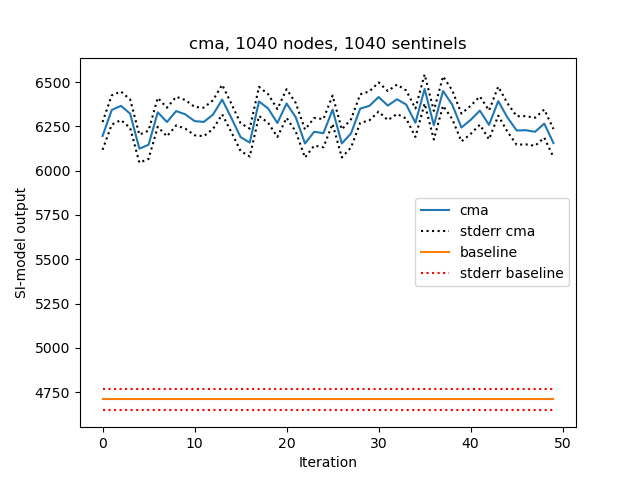 cma, 1040 nodes, 1040 sentinels
6500
6250
6000
5750
5500
5250
5000
4750
SI-model output
cma
stderr cma
baseline
stderr baseline
0 10 20 30 40 50
Iteration